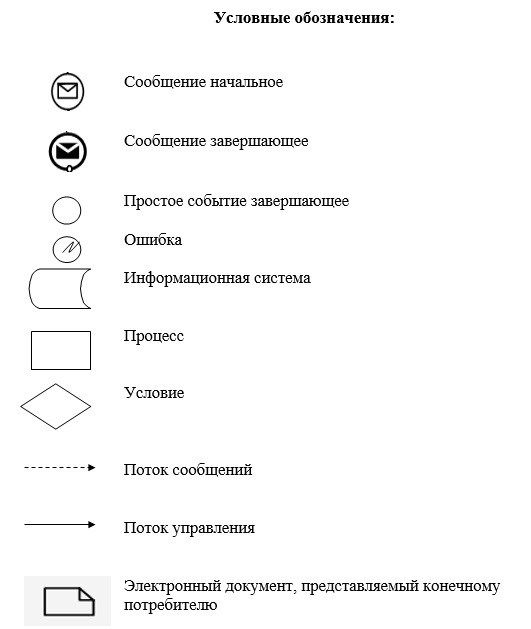 Условные обозначения:
Сообщение начальное
Сообщение завершающее
Простое событие завершающее
Ошибка
Информационная система
Процесс
Условие
Поток сообщений
Поток управления
Электронный документ, представляемый конечному
потребителю